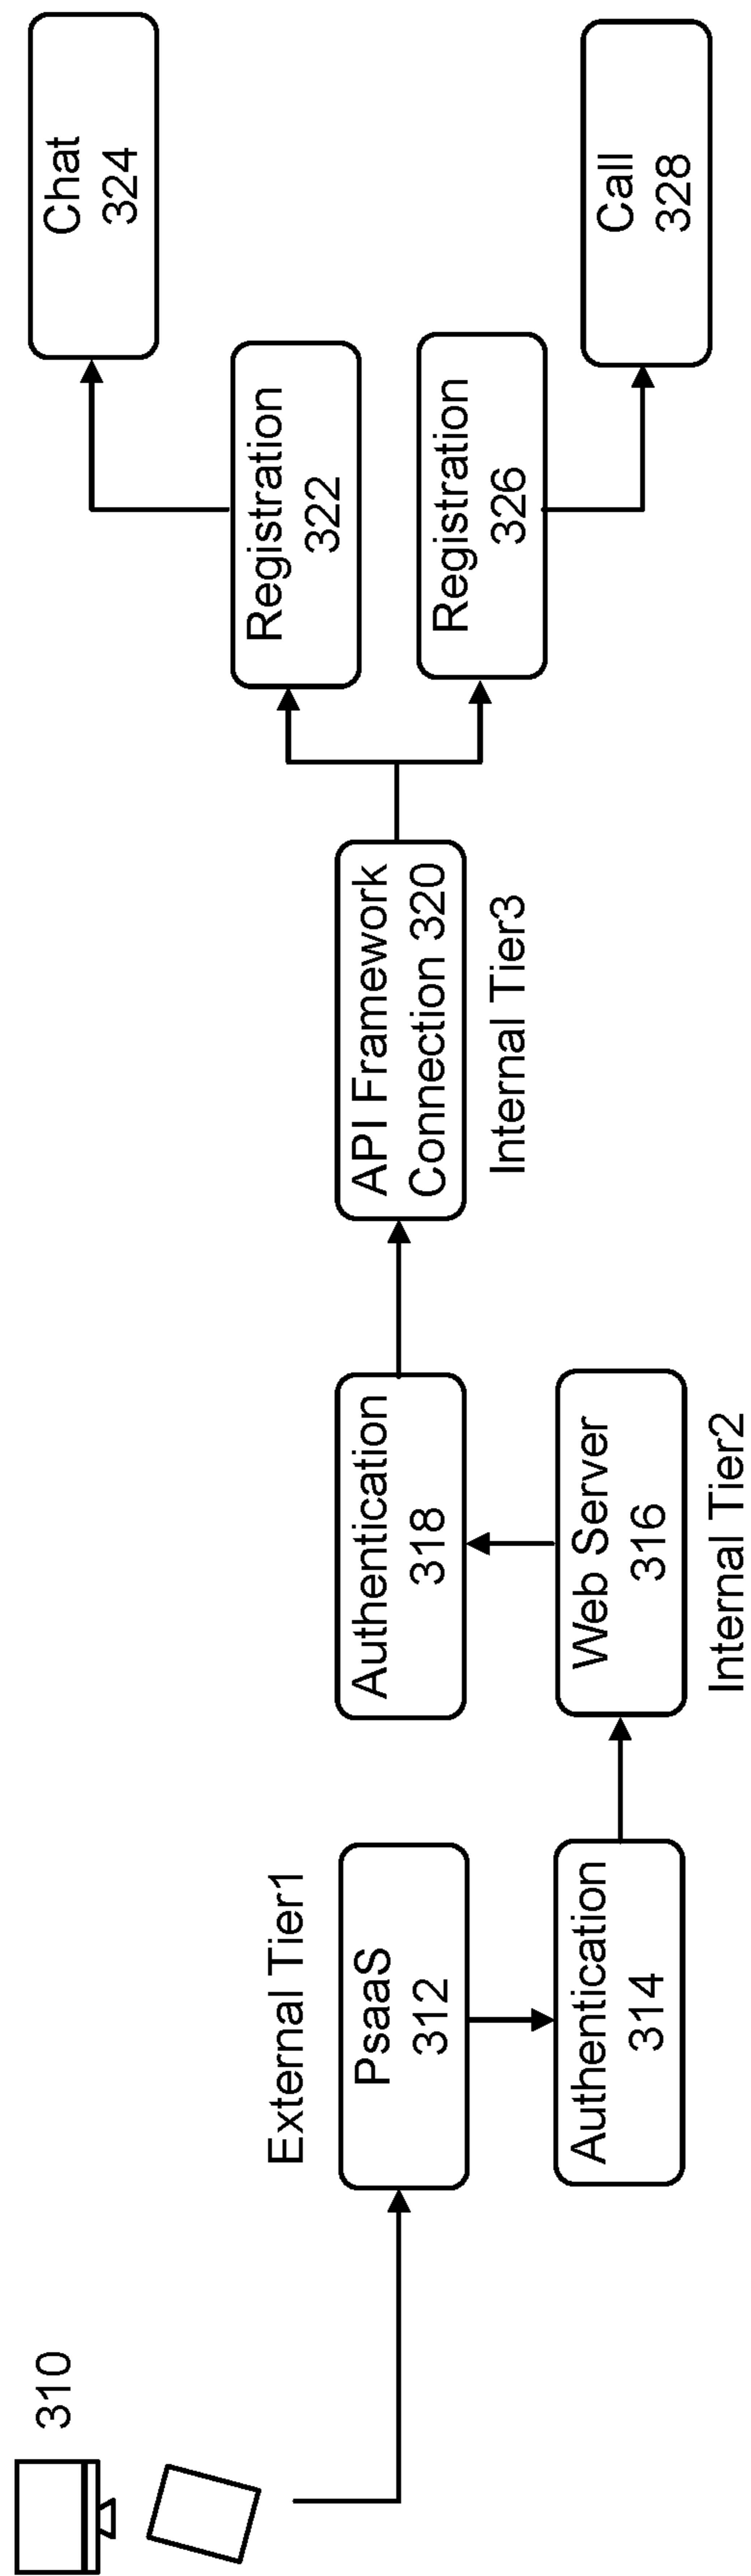 310
External Tier1
PsaaS
312
Authentication
314
Web Server
316
Internal Tier2
Authentication
318
API Framework
Connection 320
Internal Tier3
Registration
322
Chat
324
Registration
326
Call
328